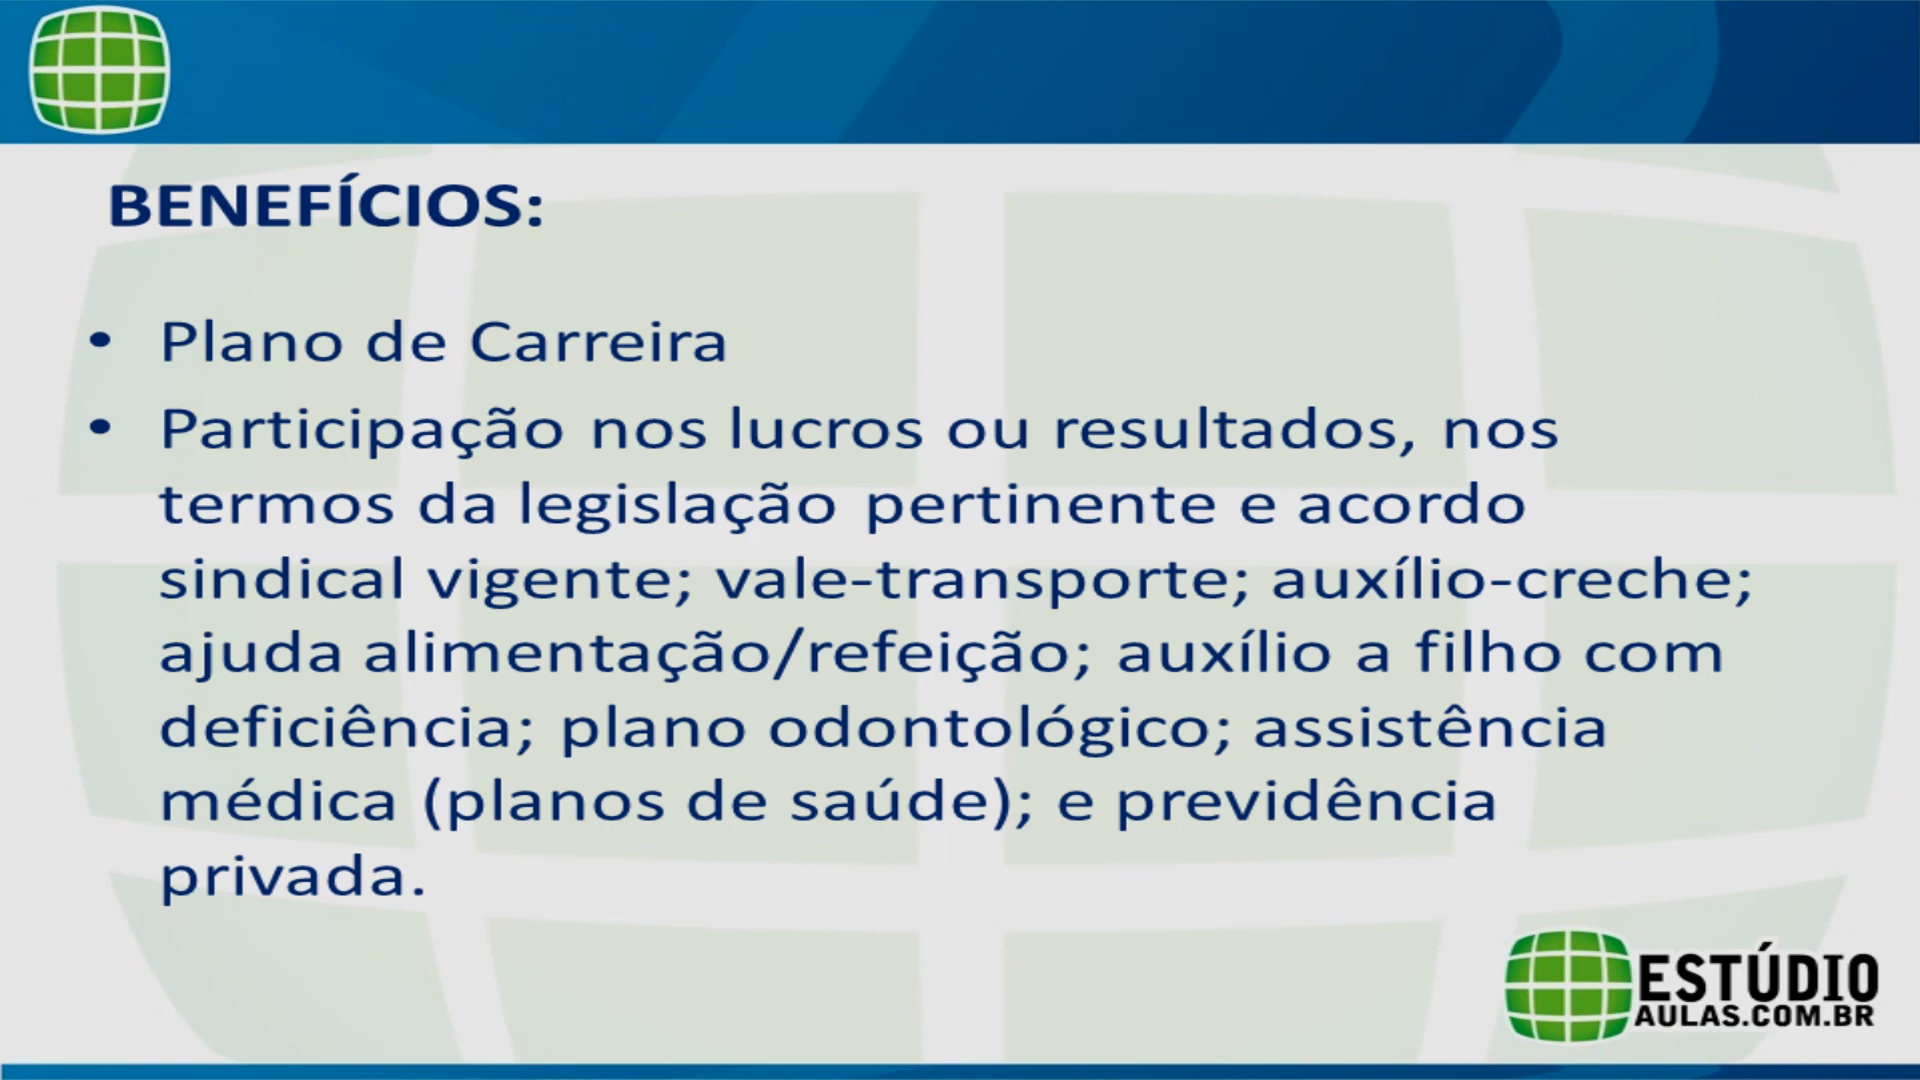 BENEFÍCIOS:
• Plano de Carreira
• Participação nos lucros ou resultados, nos
termos da legislação pertinente e acordo
sindical vigente; vale-transporte; auxílio-creche;
ajuda alimentação/refeição; auxílio a filho com
deficiência; plano odontológico; assistência
médica (planos de saúde); e previdência
privada.
ESTÚDIO
AULAS.COM.BR